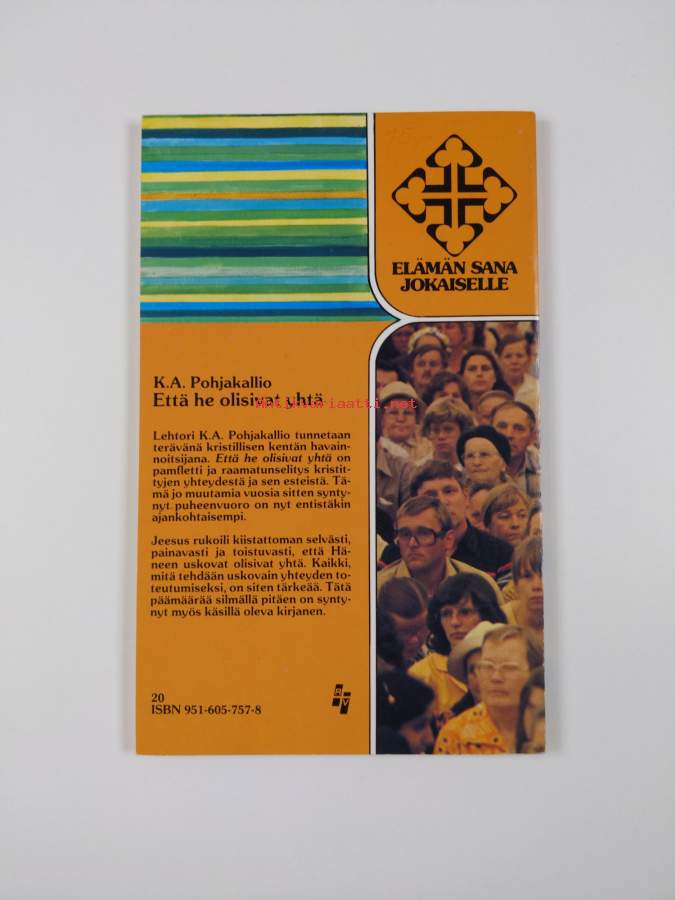 ELÄMÄN SANA
JOKAISELLE
K.A. Pohjakallio
Että he olisivat yhtä
Antikvariaatti.net
Lehtori K.A. Pohjakallio tunnetaan
terävänä kristillisen kentän havain-
noitsijana. Että he olisivat yhtä on
pamfletti ja raamatunselitys kristit-
tyjen yhteydestä ja sen esteistä. Tä-
mä jo muutamia vuosia sitten synty-
nyt puheenvuoro on nyt entistäkin
ajankohtaisempi.
Jeesus rukoili kiistattoman selvästi,
painavasti ja toistuvasti, että Hä-
neen uskovat olisivat yhtä. Kaikki,
mitä tehdään uskovain yhteyden to-
teutumiseksi, on siten tärkeää. Tätä
päämäärää silmällä pitäen on synty-
nyt myös käsillä oleva kirjanen.
20
ISBN 951-605-757-8
R
V